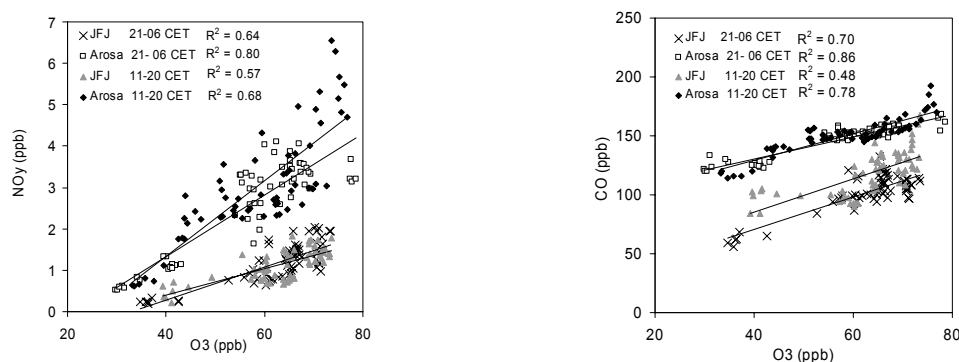 7
6
5
4
3
2
1
0
NOy (ppb)
JFJ 21-06 CET R² = 0.64
Arosa 21- 06 CET R² = 0.80
JFJ 11-20 CET R² = 0.57
Arosa 11-20 CET R² = 0.68
20 40 60 80
O3 (ppb)
250
200
150
100
50
0
CO (ppb)
JFJ 21-06 CET R² = 0.70
Arosa 21- 06 CET R² = 0.86
JFJ 11-20 CET R² = 0.48
Arosa 11-20 CET R² = 0.78
20 40 60 80
O3 (ppb)